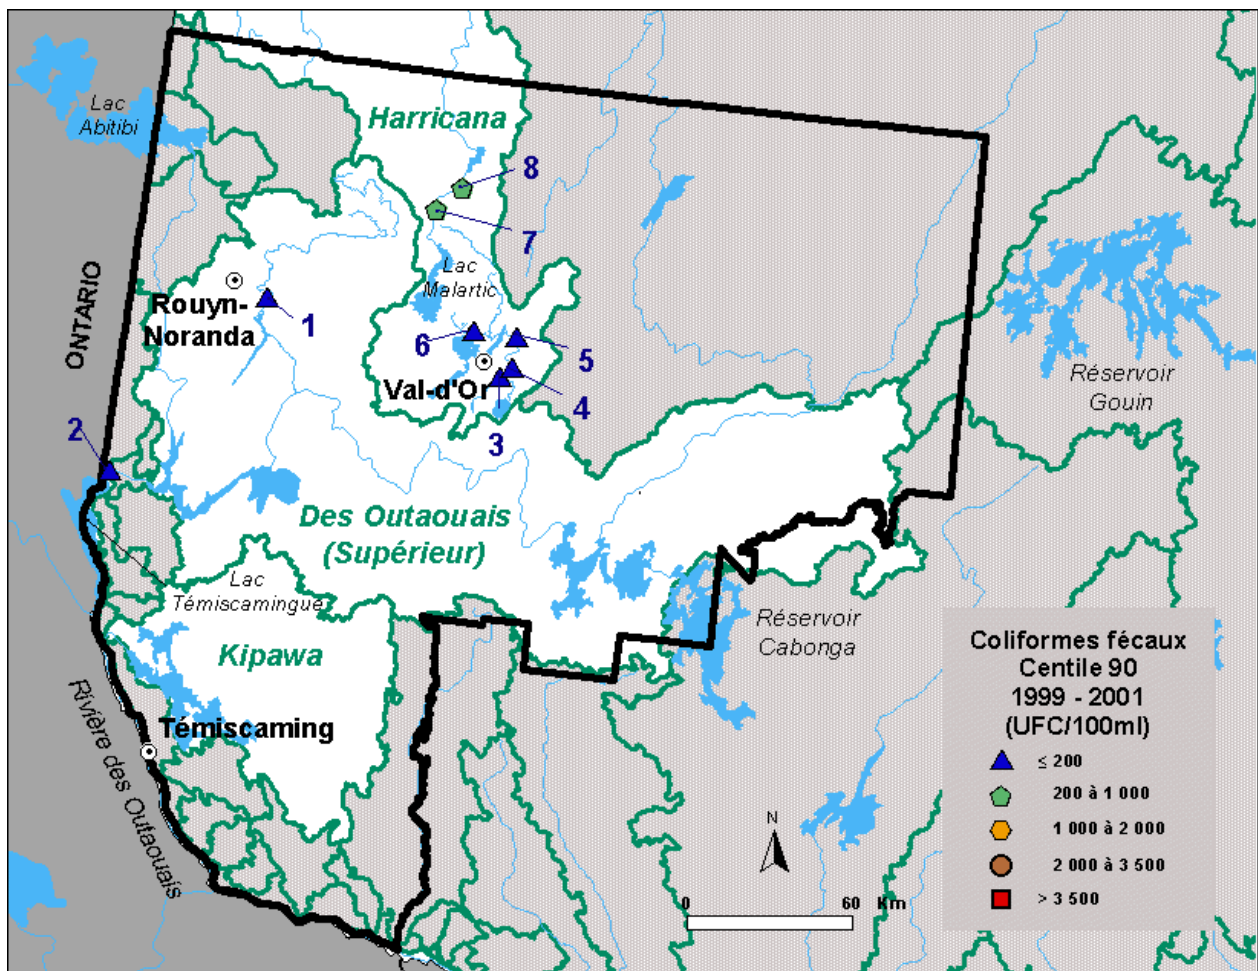 Lac
Abitibi
Harricana
8
7
ONTARIO
Rouyn-
Noranda
1
Lac
Malartic
6
5
Val-d'Or
4
3
2
Réservoir
Gouin
Des Outaouais
(Supérieur)
Lac
Témiscamingue
Réservoir
Cabonga
Kipawa
Témiscaming
Rivière des Outaouais
Coliformes fécaux
Centile 90
1999 - 2001
(UFC/100ml)
≤ 200
200 à 1 000
1 000 à 2 000
2 000 à 3 500
> 3 500
N
0 60 Km